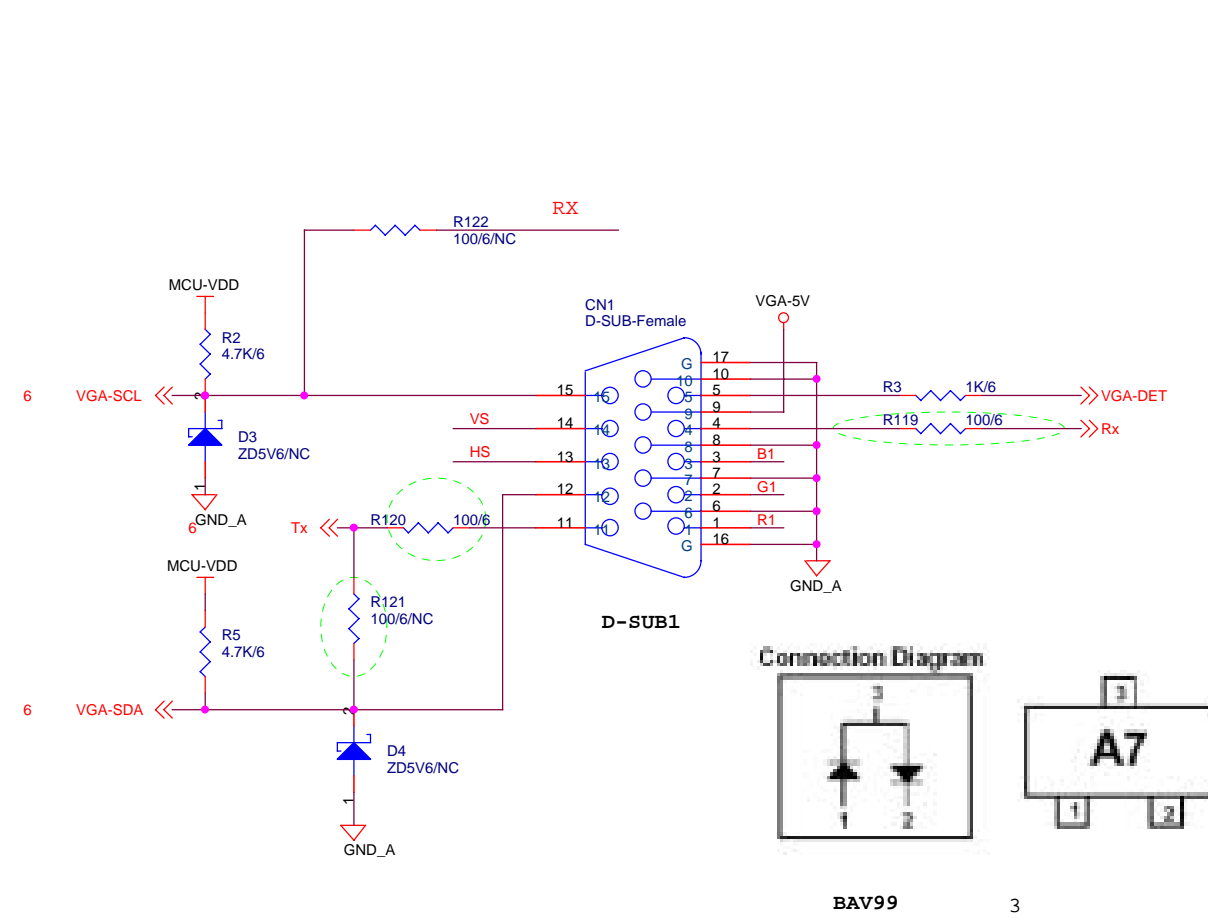 RX
R122
100/6/NC
MCU-VDD
R2
4.7K/6
CN1
D-SUB-Female
VGA-5V
6 VGA-SCL
2
D3
ZD5V6/NC
1
GND_A
VS
HS
15
14
13
12
11
15
14
13
12
11
G
10
5
9
4
8
3
7
2
6
1
G
17
10
5
9
4
8
3
7
2
6
1
16
B1
G1
R1
R3 1K/6
VGA-DET
R119 100/6
Rx
GND_A
6
Tx
R120 100/6
MCU-VDD
R121
100/6/NC
R5
4.7K/6
6 VGA-SDA
2
D4
ZD5V6/NC
1
GND_A
D-SUB1
Connection Diagram
3
1 2
3
A7
1 2
BAV99 3